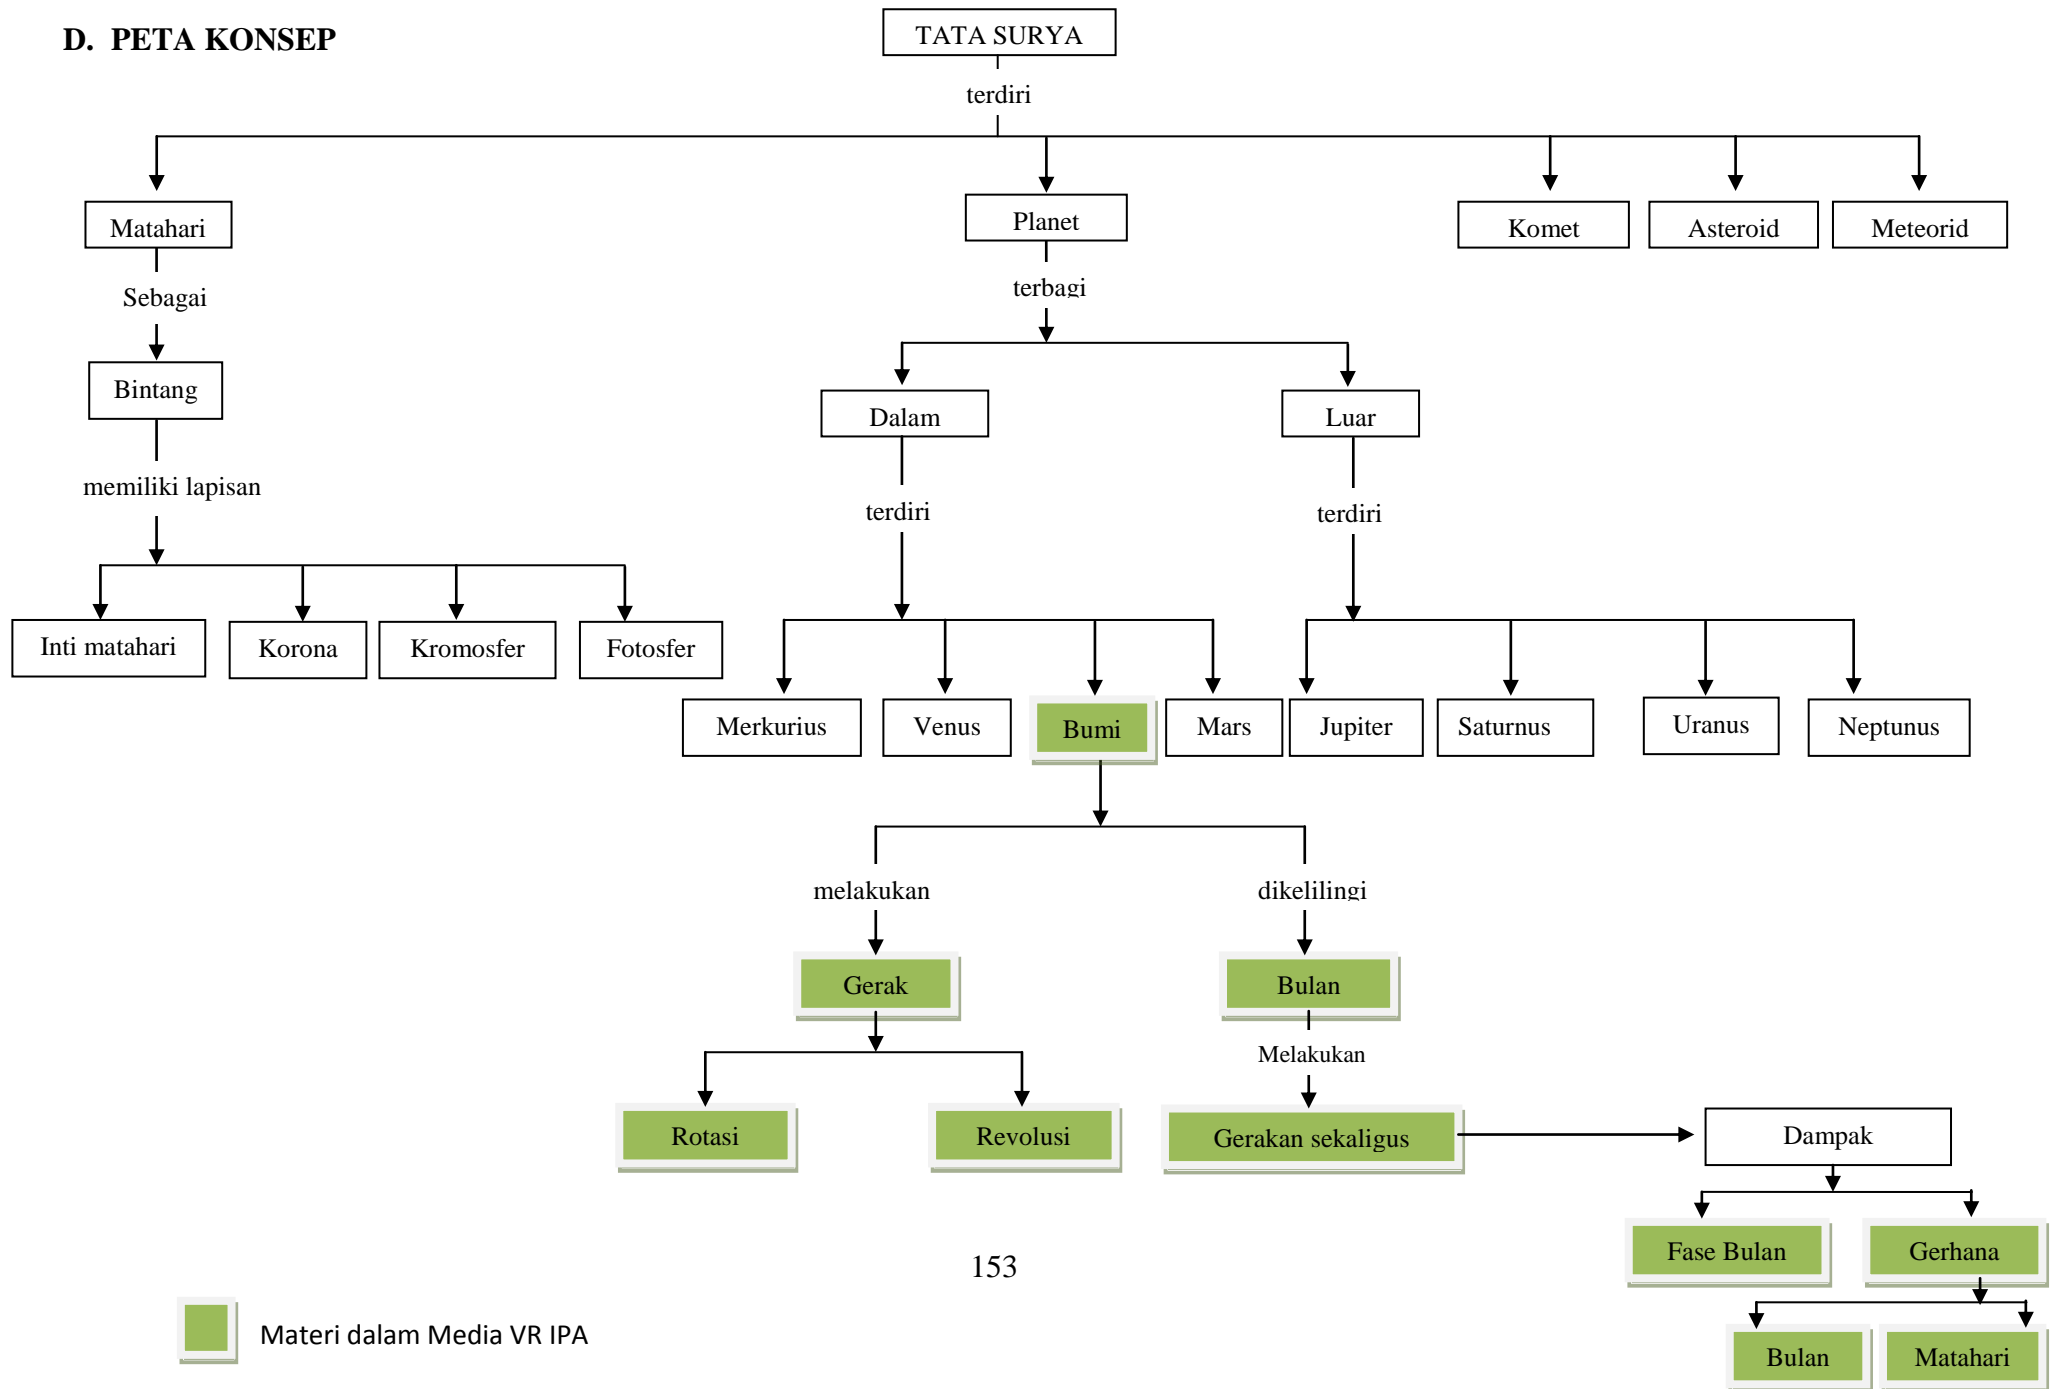 D. PETA KONSEP
TATA SURYA
terdiri
Matahari
Planet
Komet
Asteroid
Meteorid
Sebagai
terbagi
Bintang
Dalam
Luar
memiliki lapisan
terdiri
terdiri
Inti matahari
Korona
Kromosfer
Fotosfer
Merkurius
Venus
Bumi
Mars
Jupiter
Saturnus
Uranus
Neptunus
melakukan
dikelilingi
Gerak
Bulan
Melakukan
Rotasi
Revolusi
Gerakan sekaligus
Dampak
Fase Bulan
Gerhana
153
Materi dalam Media VR IPA
Bulan
Matahari